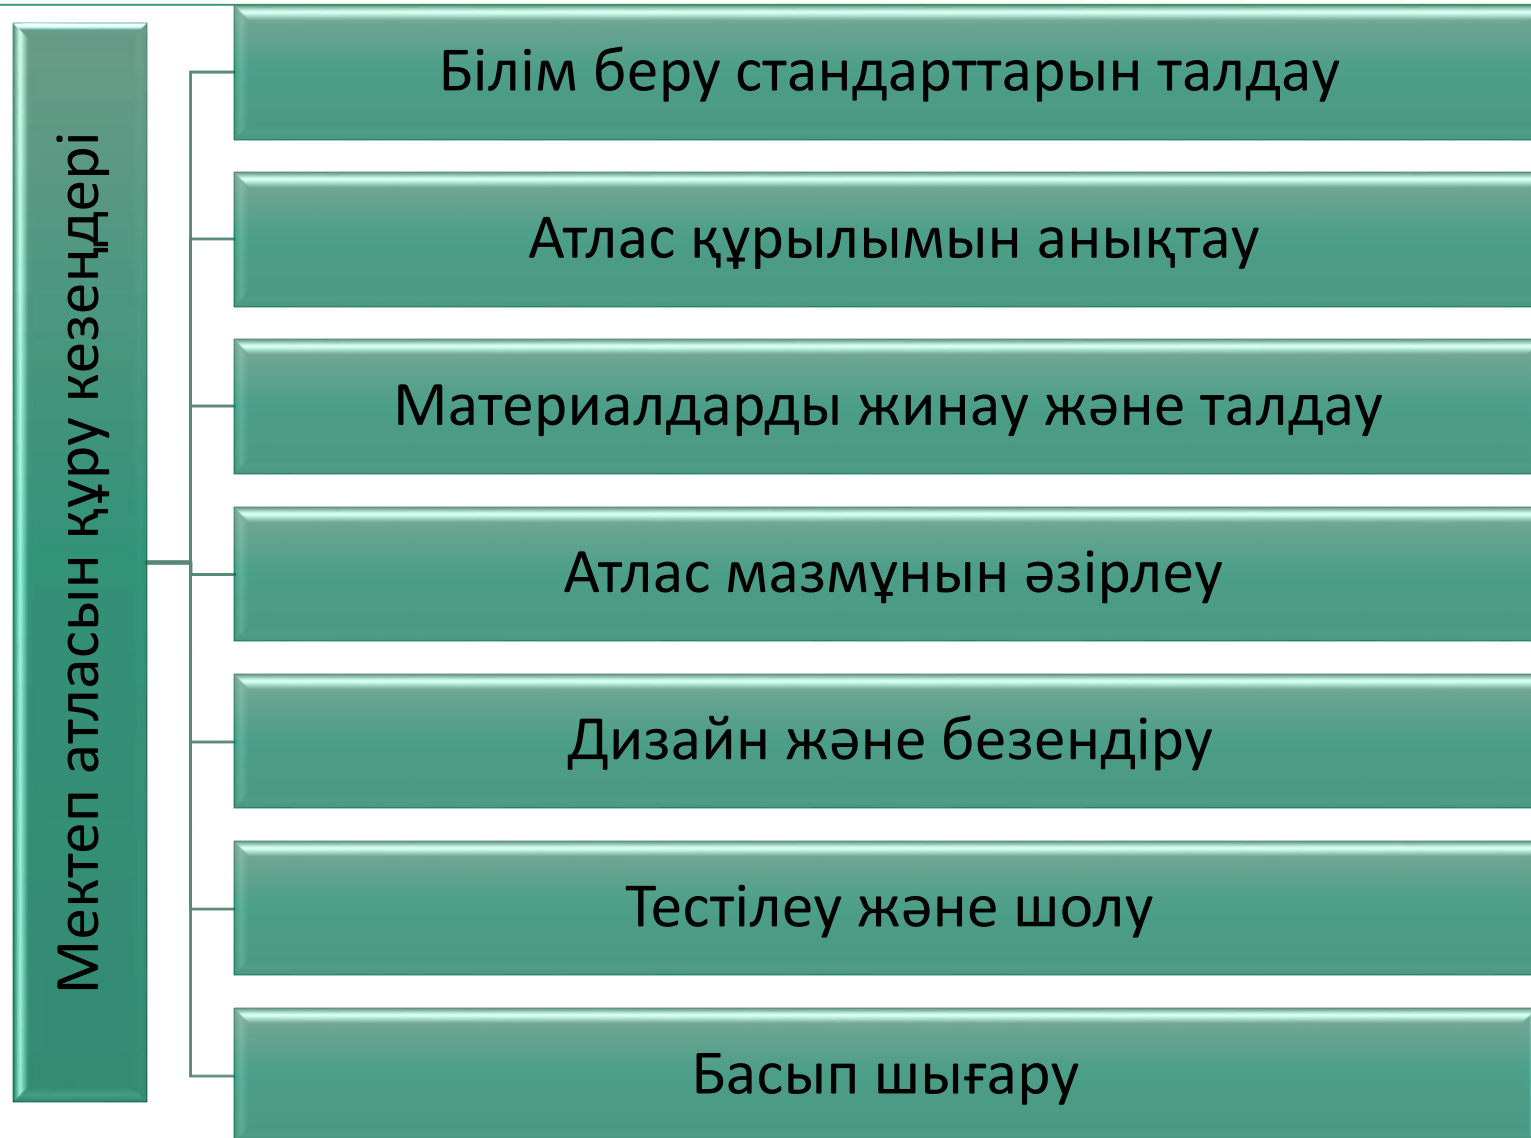 Мектеп атласын құру кезеңдері
Білім беру стандарттарын талдау
Атлас құрылымын анықтау
Материалдарды жинау және талдау
Атлас мазмұнын әзірлеу
Дизайн және безендіру
Тестілеу және шолу
Басып шығару